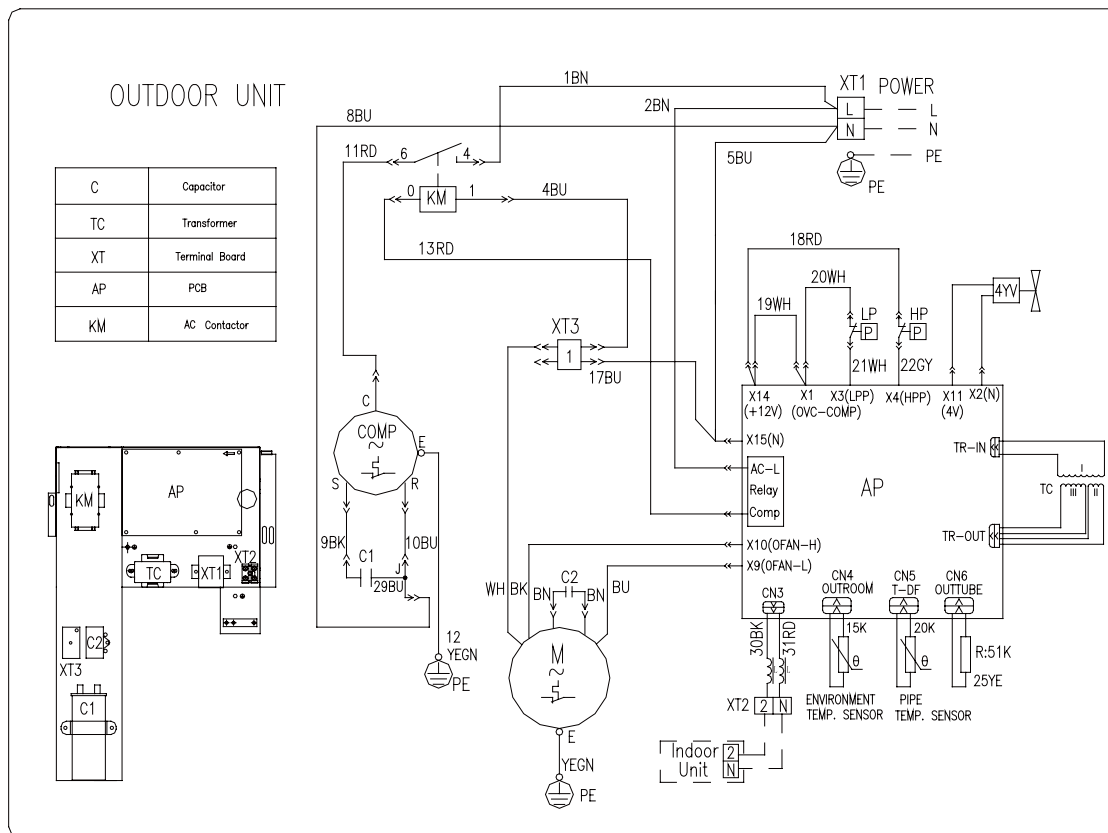 OUTDOOR UNIT
C Capacitor
TC Transformer
XT Terminal Board
AP PCB
KM AC Contactor
1BN
XT1 POWER
2BN
L L
8BU
N N
11RD 6 4
5BU
PE
PE
0 KM 1 4BU
13RD
18RD
20WH
4YV
19WH
LP HP
P P
XT3
1
17BU
21WH 22GY
X14 (+12V)
X1 (OVC-COMP)
X3(LPP)
X4(HPP)
X11 (4V)
X2(N)
C
COMP
~
E
S R
X15(N)
AC-L
Relay
Comp
AP
TR-IN
I
TC III II
TR-OUT
X10(OFAN-H)
X9(OFAN-L)
9BK C1 10BU
J
29BU
WH BK BN C2 BN BU
CN3
CN4 OUTROOM
CN5 T-DF
CN6 OUTTUBE
15K 20K R:51K
θ θ
25YE
30BK 31RD
L L
ENVIRONMENT TEMP. SENSOR
PIPE TEMP. SENSOR
XT2 2 N
Indoor Unit
2
N
12
YEGN
PE
M
~
E
YEGN
PE
KM
AP
TC
XT1
XT2
XT3
C2
C1